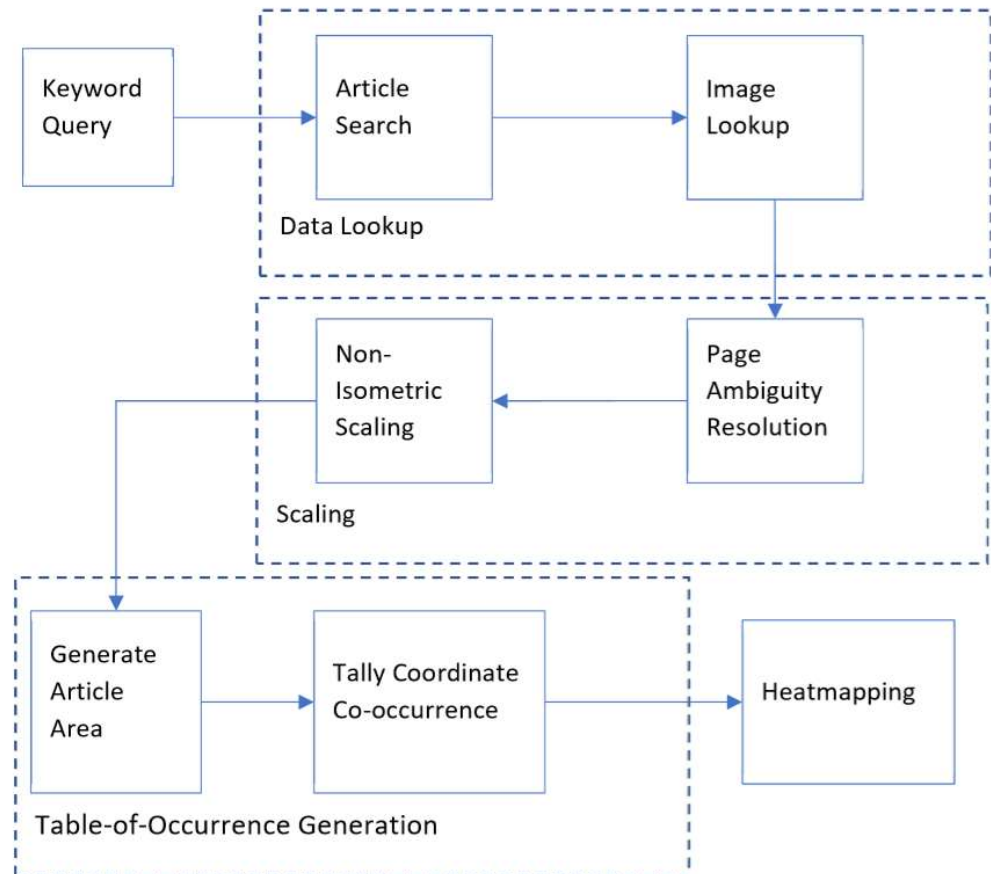 Keyword
Query
Article
Search
Image
Lookup
Data Lookup
Non-
Isometric
Scaling
Page
Ambiguity
Resolution
Scaling
Generate
Article
Area
Tally Coordinate
Co-occurrence
Heatmapping
Table-of-Occurrence Generation